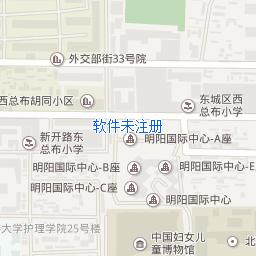 外交部街33号院
东城区西
总布小学
西总布胡同小区
软件未注册
新开路东
总布小学
明阳国际中心-A座
明阳国际中心-B座
明阳国际中心-E
明阳国际中心-C座
明阳国际中心
大学护理学院25号楼
中国妇女儿
童博物馆
北